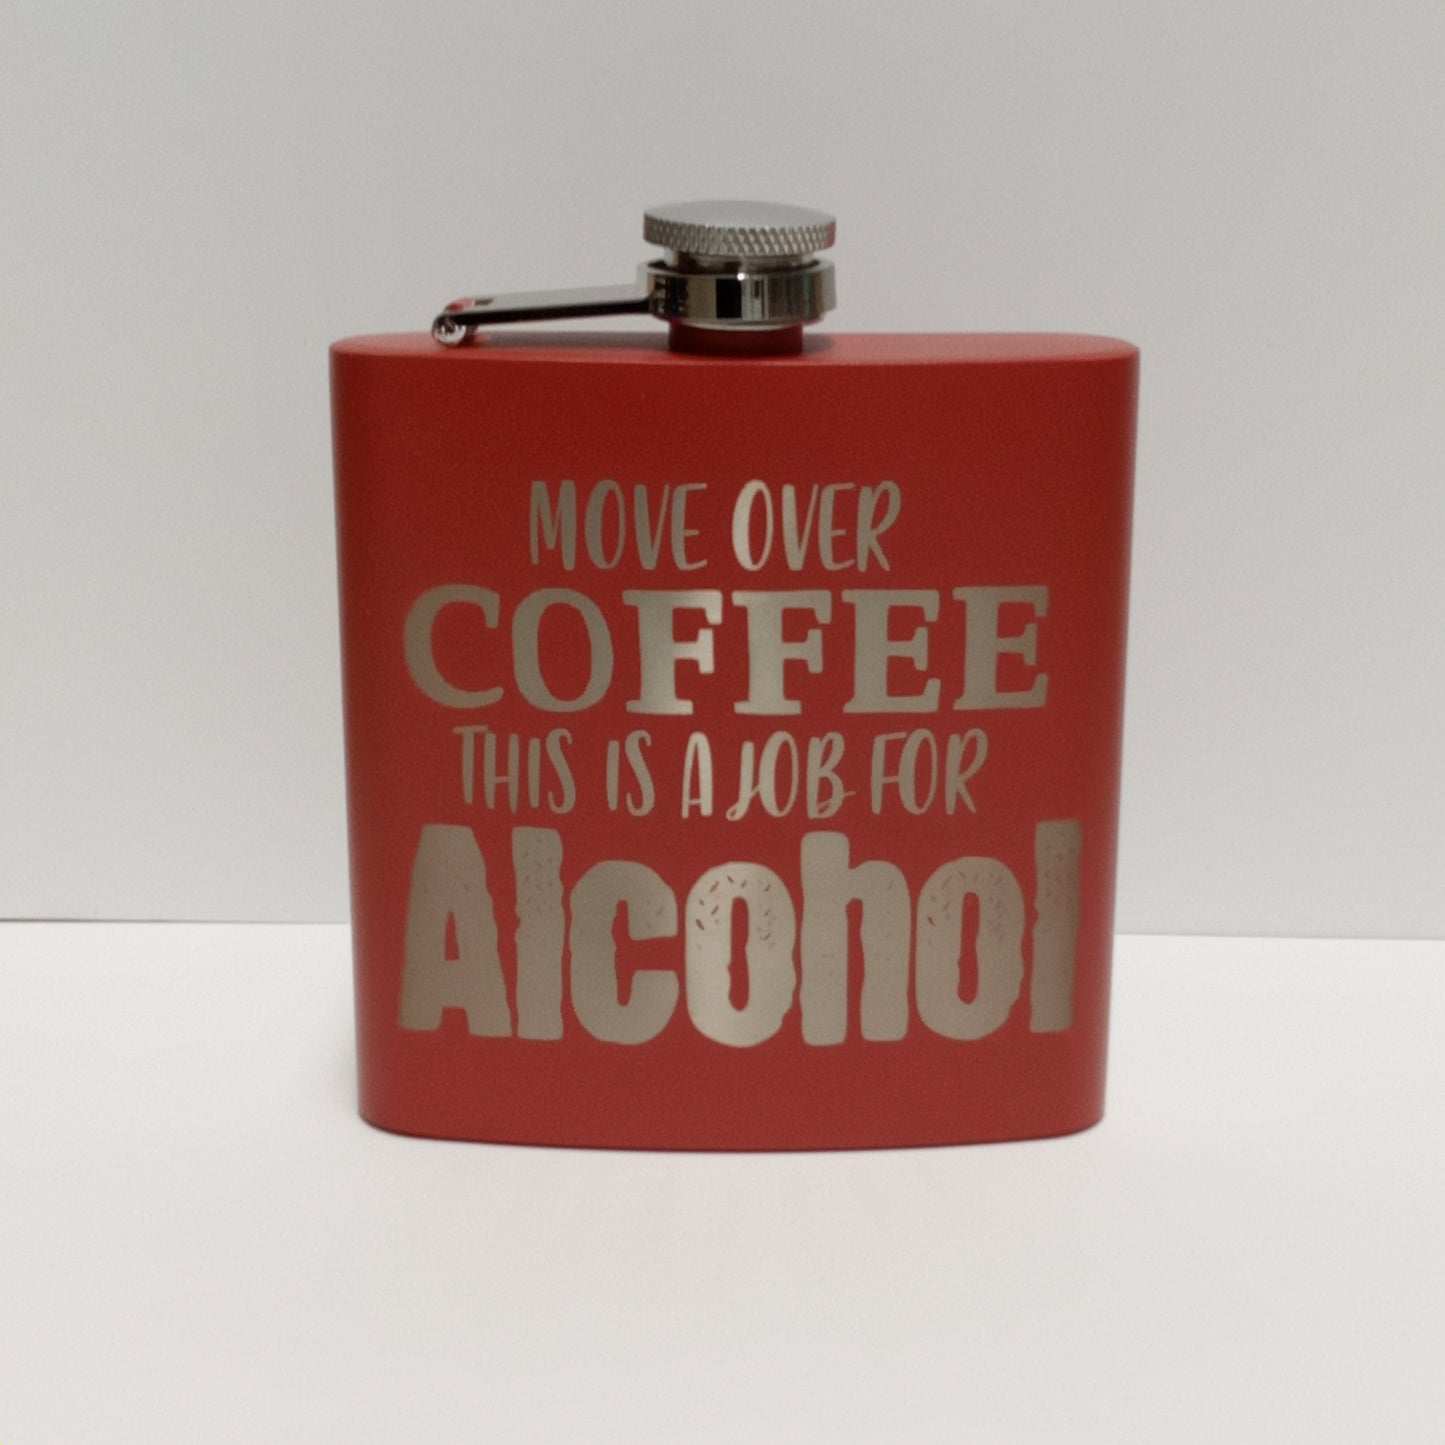 MOVE OVER
COFFEE
THIS IS A JOB FOR
Alcohol